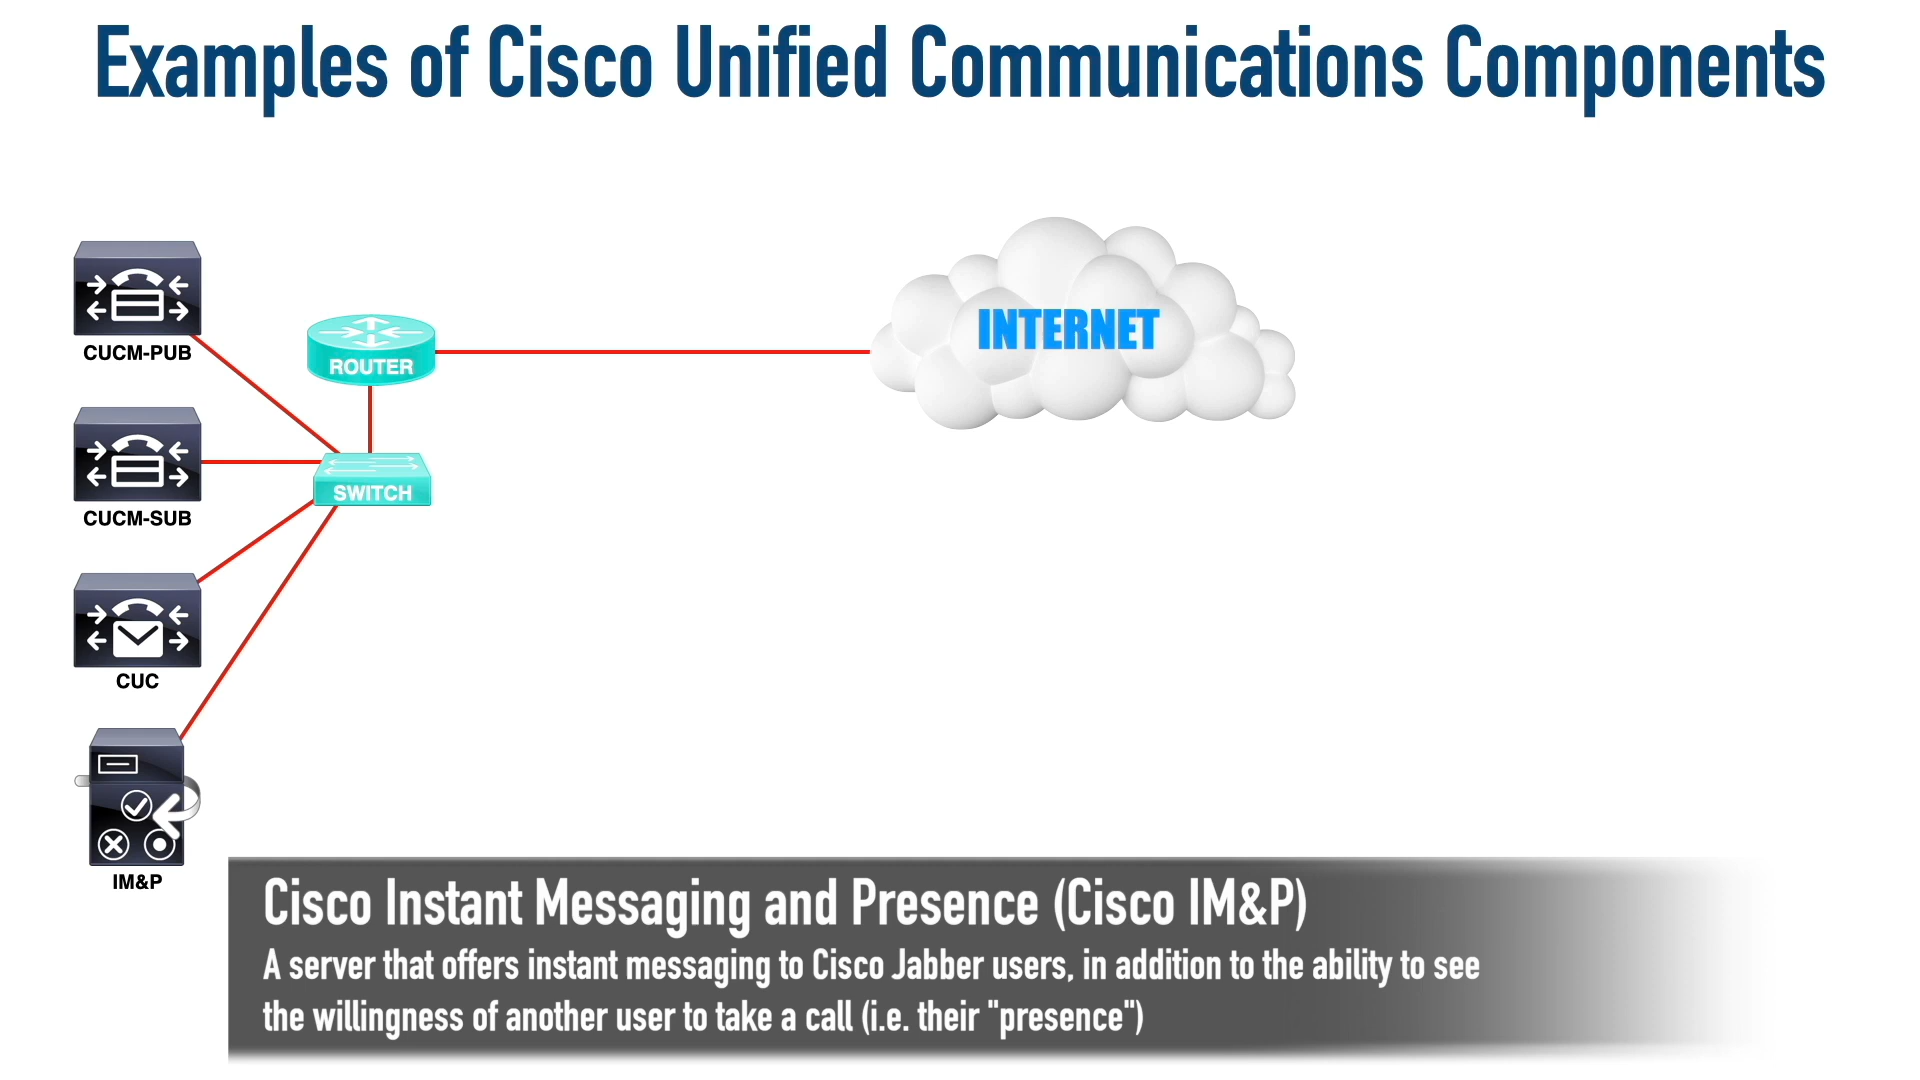 Examples of Cisco Unified Communications Components
INTERNET
CUCM-PUB
ROUTER
SWITCH
CUCM-SUB
CUC
IM&P
Cisco Instant Messaging and Presence (Cisco IM&P)
A server that offers instant messaging to Cisco Jabber users, in addition to the ability to see
the willingness of another user to take a call (i.e. their "presence")